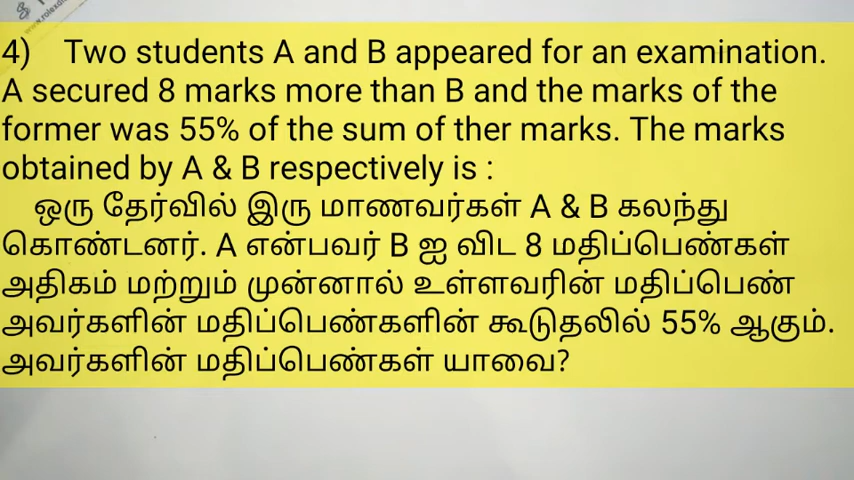 4) Two students A and B appeared for an examination.
A secured 8 marks more than B and the marks of the
former was 55% of the sum of ther marks. The marks
obtained by A & B respectively is :
ஒரு தேர்வில் இரு மாணவர்கள் A & B கலந்து
கொண்டனர். A என்பவர் B ஐ விட 8 மதிப்பெண்கள்
அதிகம் மற்றும் முன்னால் உள்ளவரின் மதிப்பெண்
அவர்களின் மதிப்பெண்களின் கூடுதலில் 55% ஆகும்.
அவர்களின் மதிப்பெண்கள் யாவை?